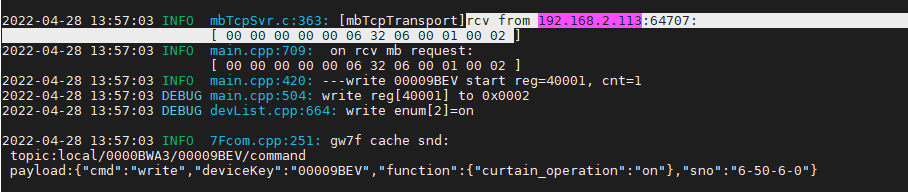 2022-04-28 13:57:03 INFO mbTcpSvr.c:363: [mbTcpTransport]rcv from 192.168.2.113:64707:
[ 00 00 00 00 00 06 32 06 00 01 00 02 ]
2022-04-28 13:57:03 INFO main.cpp:709: on rcv mb request:
[ 00 00 00 00 00 06 32 06 00 01 00 02 ]
2022-04-28 13:57:03 INFO main.cpp:420: ---write 00009BEV start reg=40001, cnt=1
2022-04-28 13:57:03 DEBUG main.cpp:504: write reg[40001] to 0x0002
2022-04-28 13:57:03 DEBUG devList.cpp:664: write enum[2]=on
2022-04-28 13:57:03 INFO 7Fcom.cpp:251: gw7f cache snd:
topic:local/0000BWA3/00009BEV/command
payload:{"cmd":"write","deviceKey":"00009BEV","function":{"curtain_operation":"on"},"sno":"6-50-6-0"}